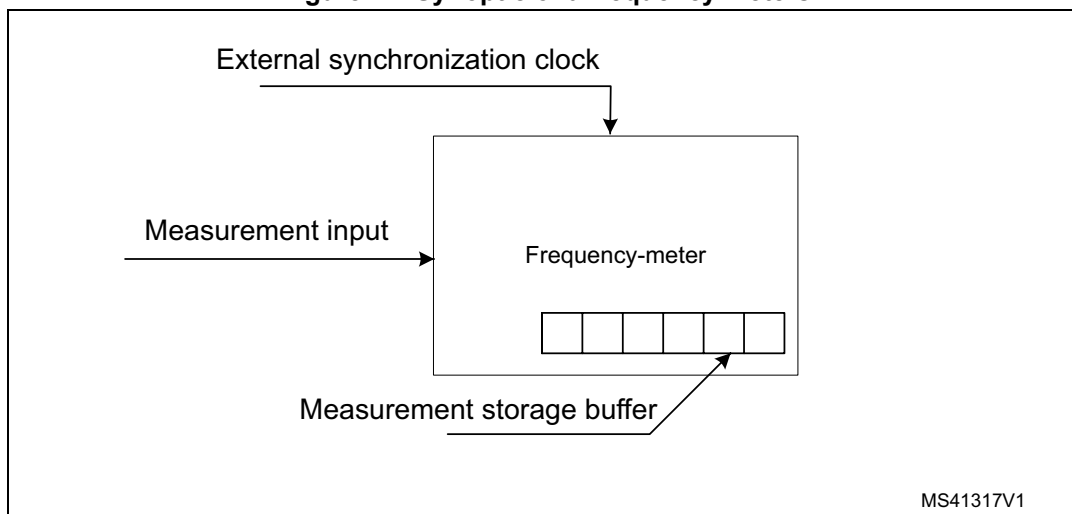 External synchronization clock
Measurement input
Frequency-meter
Measurement storage buffer
MS41317V1